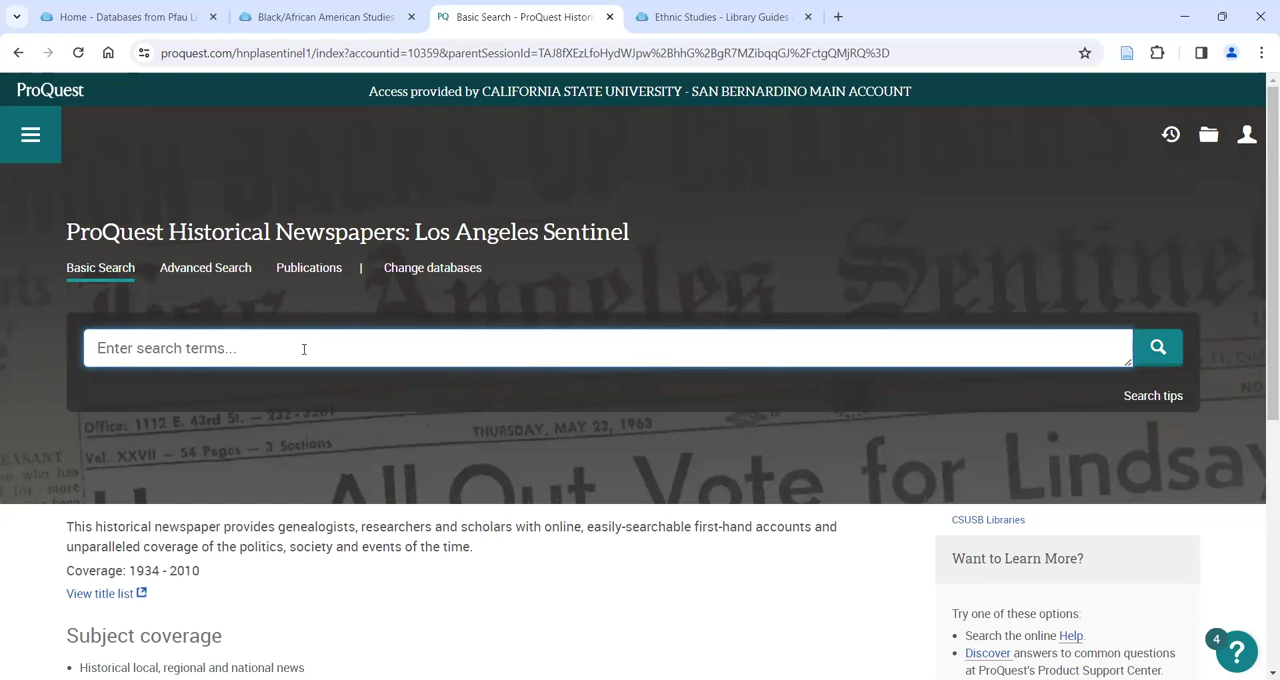 Home - Databases from Pfau Li
Black/African American Studies
Basic Search - ProQuest Histori
Ethnic Studies - Library Guides
proquest.com/hnplasentinel1/index?accountid=10359&parentSessionId=TAJ8fXEzLfoHydWJpw%2BhhG%2BgR7MZibqqGJ%2FctgQMjRQ%3D
ProQuest
Access provided by CALIFORNIA STATE UNIVERSITY - SAN BERNARDINO MAIN ACCOUNT
ProQuest Historical Newspapers: Los Angeles Sentinel
Basic Search Advanced Search Publications | Change databases
Los Angeles Sentinel
Enter search terms...
Search tips
Office: 1112 E. 43rd St. — 232-3261
THURSDAY, MAY 23, 1963
Vol. XXVII — 54 Pages — 3 Sections
All Out Vote for Lindsay
This historical newspaper provides genealogists, researchers and scholars with online, easily-searchable first-hand accounts and
unparalleled coverage of the politics, society and events of the time.
Coverage: 1934 - 2010
View title list
Subject coverage
• Historical local, regional and national news
CSUSB Libraries
Want to Learn More?
Try one of these options:
• Search the online Help.
• Discover answers to common questions
at ProQuest's Product Support Center.
4
?